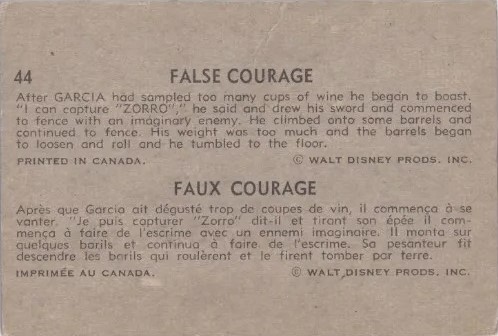 44
FALSE COURAGE
After GARCIA had sampled too many cups of wine he began to boast.
"I can capture "ZORRO"," he said and drew his sword and commenced
to fence with an imaginary enemy. He climbed onto some barrels and
continued to fence. His weight was too much and the barrels began
to loosen and roll and he tumbled to the floor.
PRINTED IN CANADA. © WALT DISNEY PRODS. INC.
FAUX COURAGE
Après que Garcia ait dégusté trop de coupes de vin, il commença à se
vanter. "Je puis capturer "Zorro" dit-il et tirant son épée il com-
mença à faire de l'escrime avec un ennemi imaginaire. Il monta sur
quelques barils et continua à faire de l'escrime. Sa pesanteur fit
descendre les barils qui roulèrent et le firent tomber par terre.
IMPRIMÉE AU CANADA. © WALT DISNEY PRODS. INC.